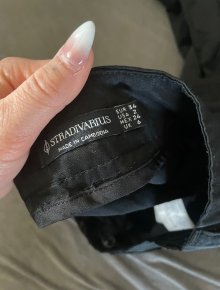 STRADIVARIUS
MADE IN CAMBODIA
EUR 34
USA 2
MEX 24
UK 6